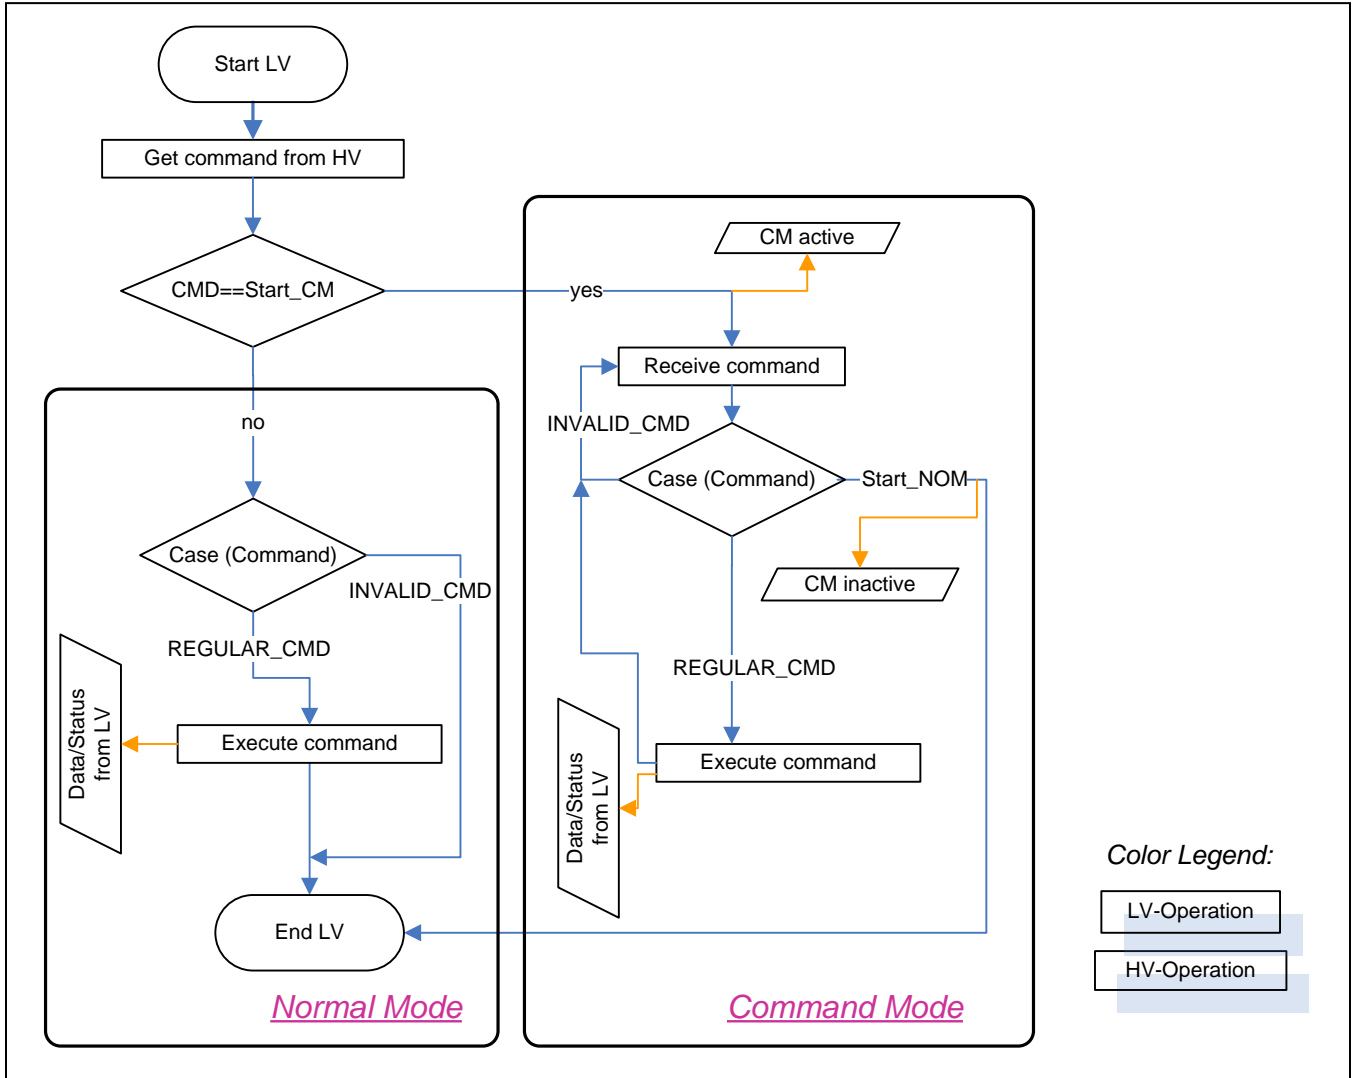 Start LV
Get command from HV
CMD==Start_CM
yes
no
CM active
Receive command
INVALID_CMD
Case (Command)
Start_NOM
CM inactive
REGULAR_CMD
Execute command
Data/Status
from LV
Case (Command)
INVALID_CMD
REGULAR_CMD
Execute command
Data/Status
from LV
End LV
Normal Mode
Command Mode
Color Legend:
LV-Operation
HV-Operation